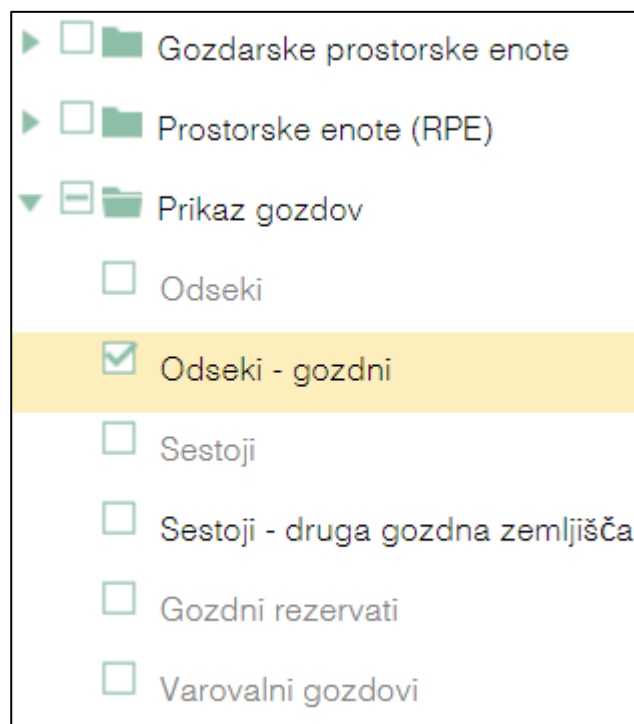 Gozdarske prostorske enote
Prostorske enote (RPE)
Prikaz gozdov
Odseki
Odseki - gozdni
Sestoji
Sestoji - druga gozdna zemljišča
Gozdni rezervati
Varovalni gozdovi